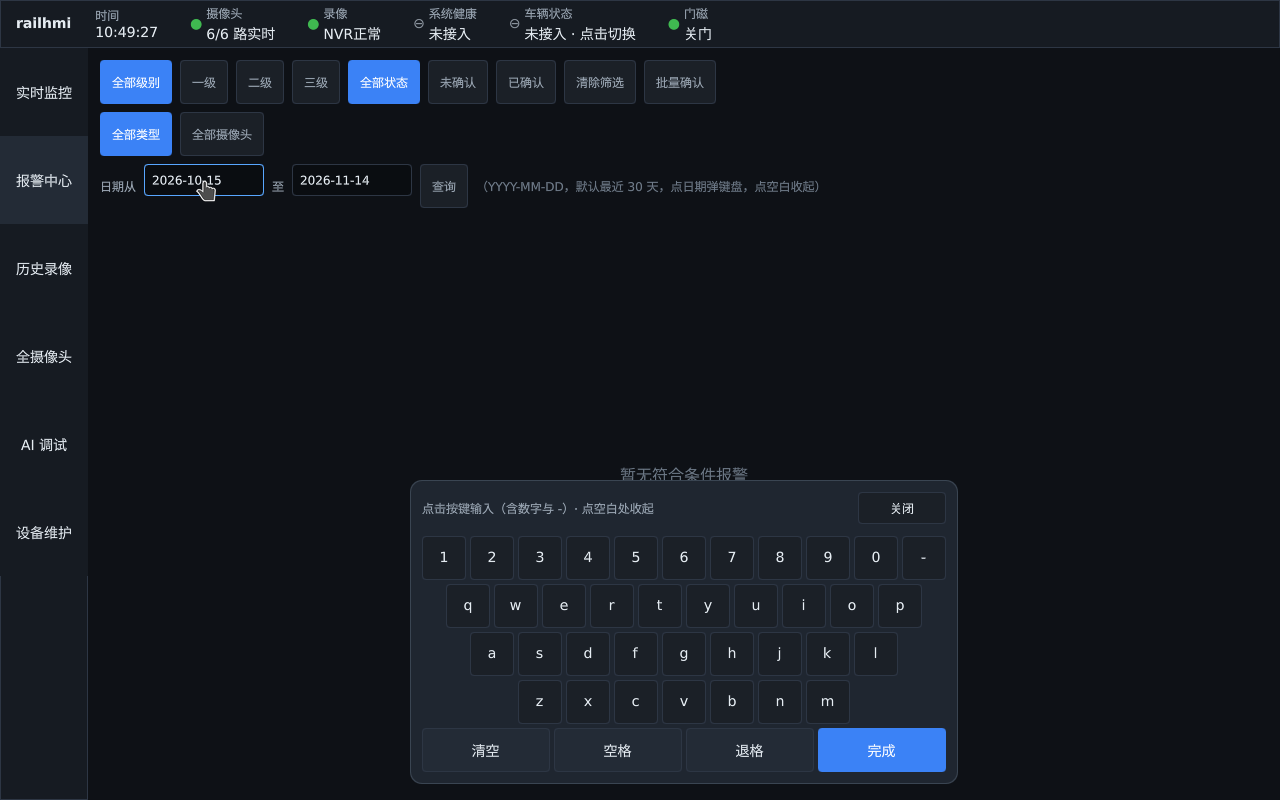 railhmi
时间
10:49:27
摄像头
6/6 路实时
录像
NVR正常
系统健康
未接入
车辆状态
未接入 · 点击切换
门磁
关门
实时监控
报警中心
历史录像
全摄像头
AI 调试
设备维护
全部级别 一级 二级 三级 全部状态 未确认 已确认 清除筛选 批量确认
全部类型 全部摄像头
日期从 2026-10-15 至 2026-11-14 查询 （YYYY-MM-DD，默认最近 30 天，点日期弹键盘，点空白收起）
暂无符合条件报警
点击按键输入（含数字与 -）· 点空白处收起 关闭
1 2 3 4 5 6 7 8 9 0 -
q w e r t y u i o p
a s d f g h j k l
z x c v b n m
清空 空格 退格 完成